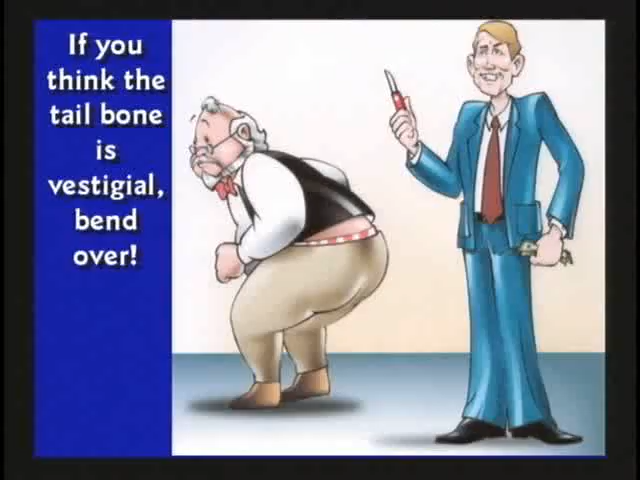 If you
think the
tail bone
is
vestigial,
bend
over!